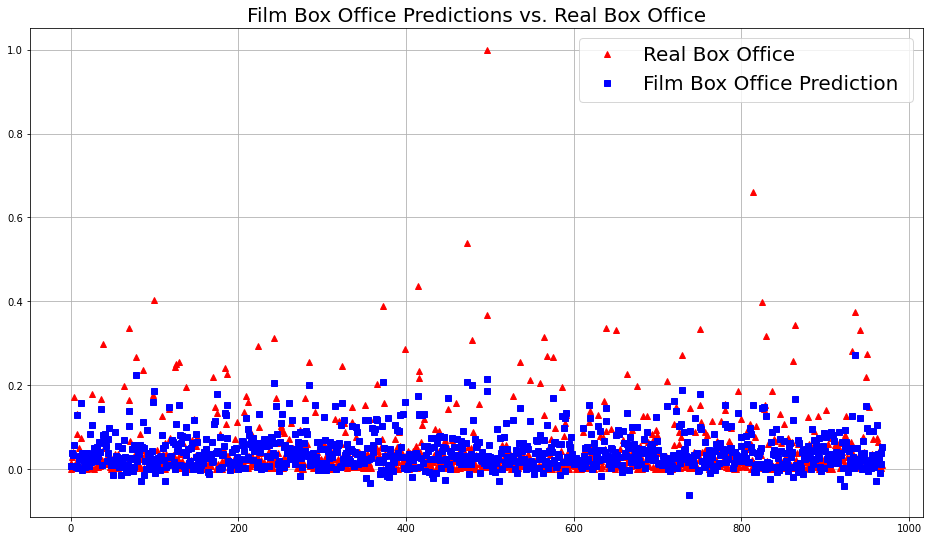 Film Box Office Predictions vs. Real Box Office
Real Box Office
Film Box Office Prediction
1.0
0.8
0.6
0.4
0.2
0.0
0 200 400 600 800 1000